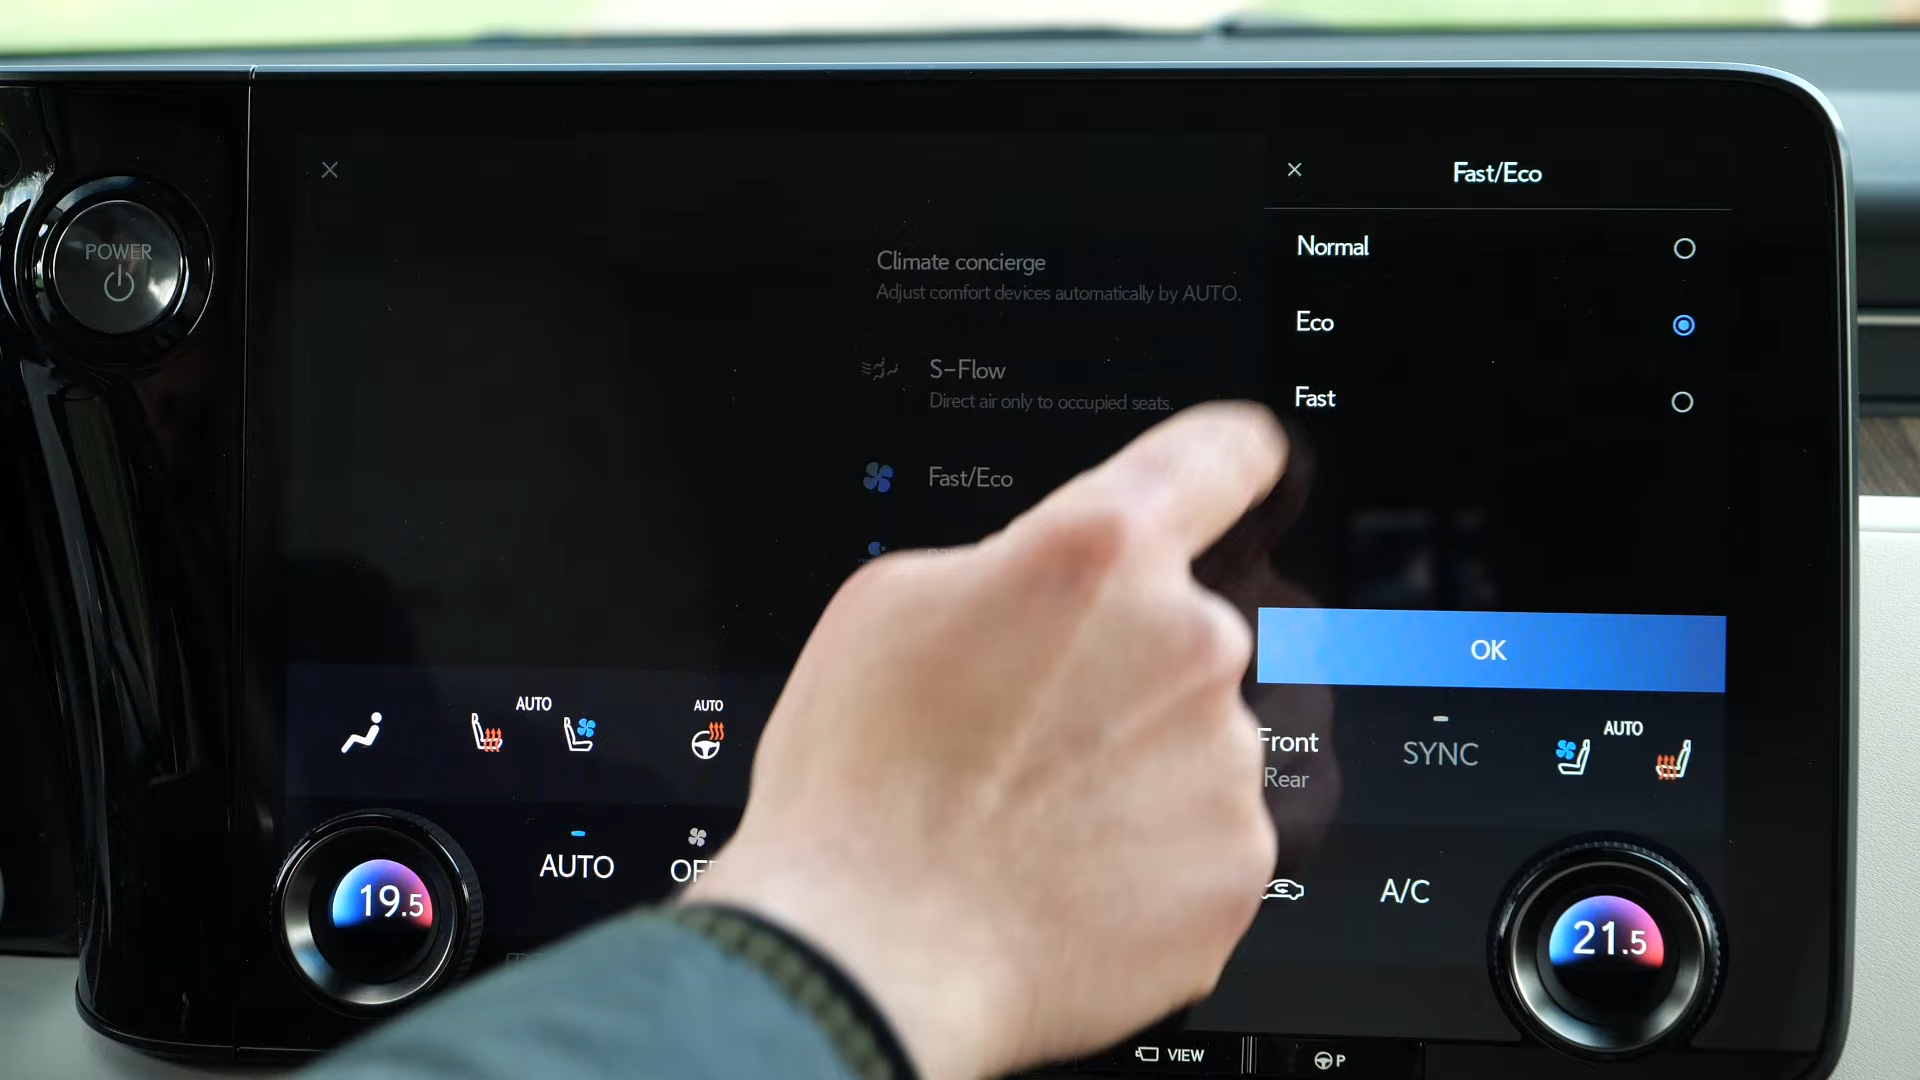 POWER
Fast/Eco
Normal
Climate concierge
Adjust comfort devices automatically by AUTO.
Eco
S-Flow
Direct air only to occupied seats.
Fast
Fast/Eco
OK
AUTO
AUTO
Front
SYNC
AUTO
Rear
AUTO
A/C
19.5
21.5
VIEW
P